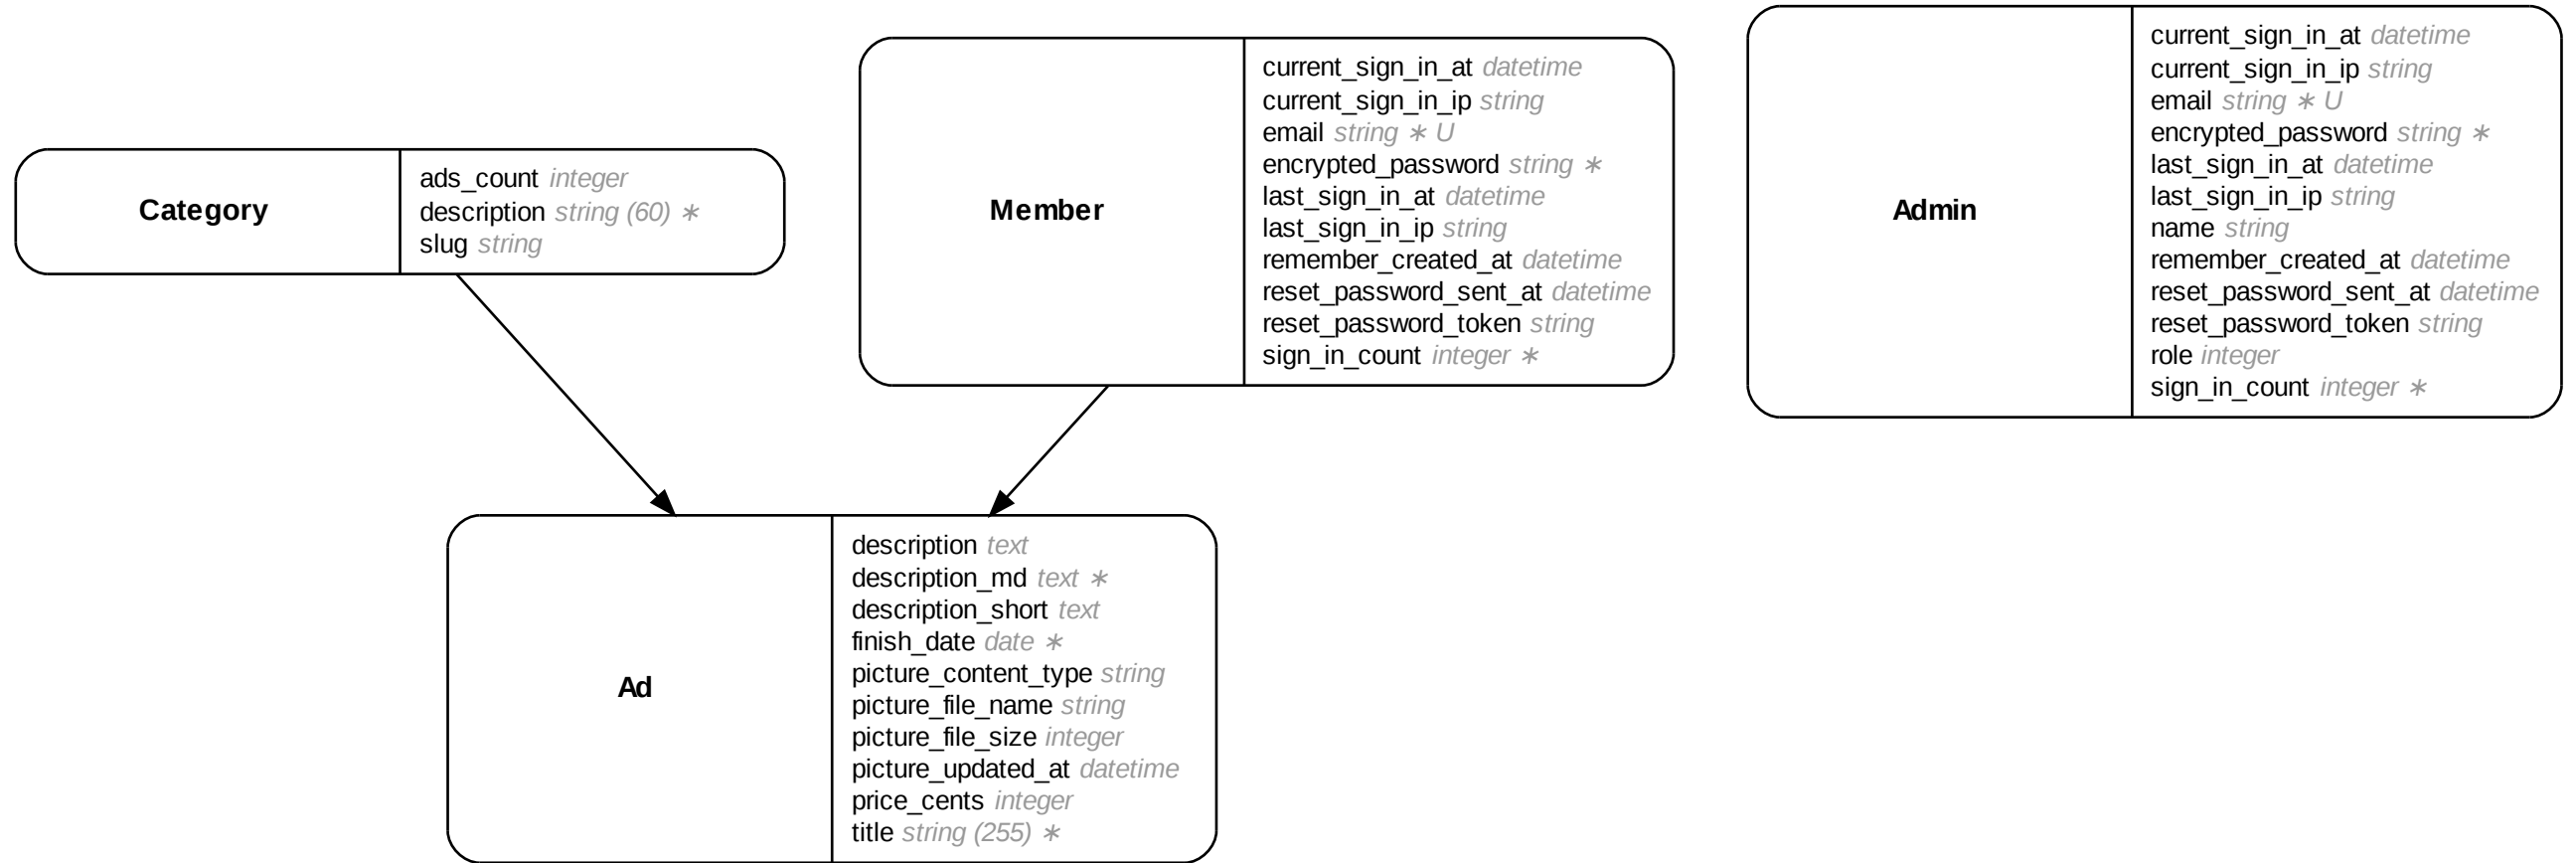 Category
ads_count integer
description string (60) ∗
slug string
Member
current_sign_in_at datetime
current_sign_in_ip string
email string ∗ U
encrypted_password string ∗
last_sign_in_at datetime
last_sign_in_ip string
remember_created_at datetime
reset_password_sent_at datetime
reset_password_token string
sign_in_count integer ∗
Admin
current_sign_in_at datetime
current_sign_in_ip string
email string ∗ U
encrypted_password string ∗
last_sign_in_at datetime
last_sign_in_ip string
name string
remember_created_at datetime
reset_password_sent_at datetime
reset_password_token string
role integer
sign_in_count integer ∗
Ad
description text
description_md text ∗
description_short text
finish_date date ∗
picture_content_type string
picture_file_name string
picture_file_size integer
picture_updated_at datetime
price_cents integer
title string (255) ∗